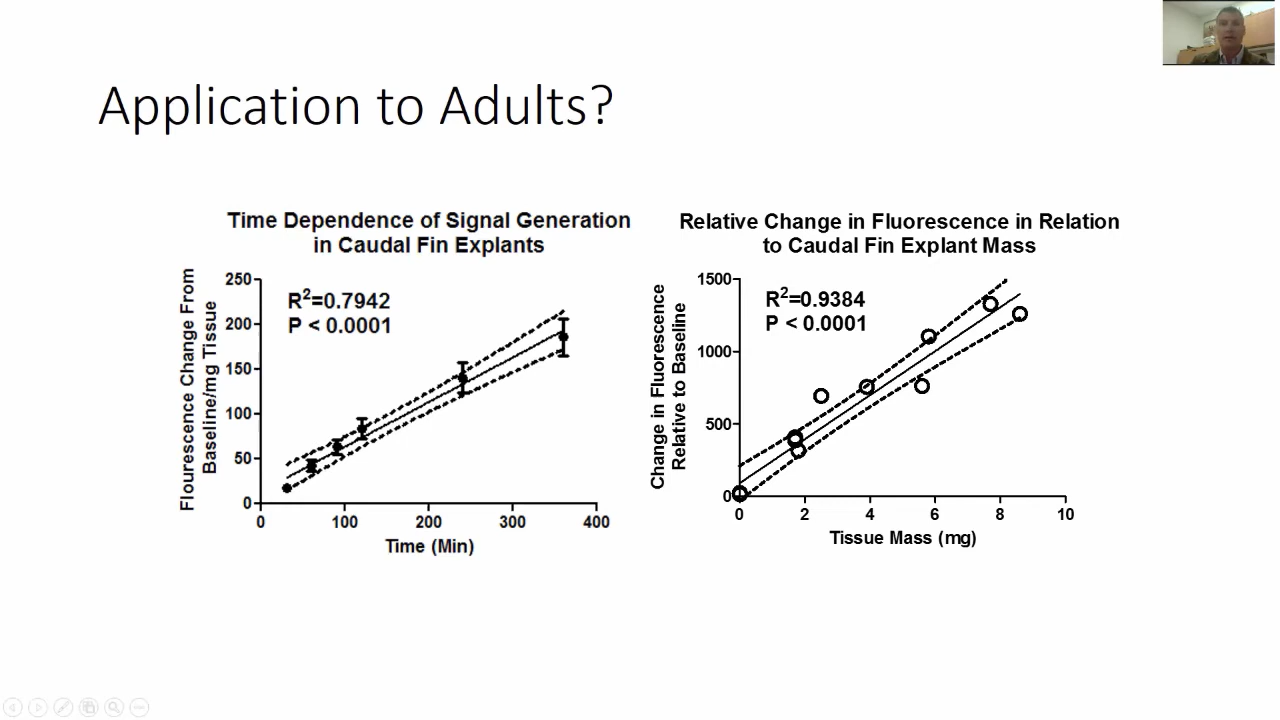 Application to Adults?
Time Dependence of Signal Generation
in Caudal Fin Explants
Flourescence Change From
Baseline/mg Tissue
250
200
150
100
50
0
R²=0.7942
P < 0.0001
0 100 200 300 400
Time (Min)
Relative Change in Fluorescence in Relation
to Caudal Fin Explant Mass
Change in Fluorescence
Relative to Baseline
1500
1000
500
0
R²=0.9384
P < 0.0001
0 2 4 6 8 10
Tissue Mass (mg)